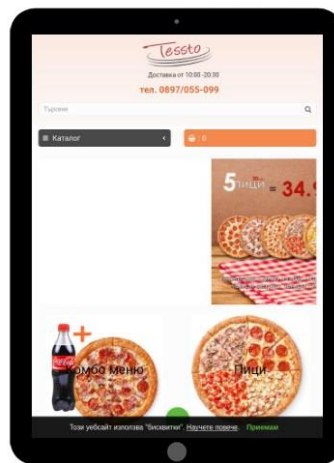 Tessto
Доставка от 10:00 -20:30
тел. 0897/055-099
Търсене
Каталог
: 0
5 ПИЦИ = 34.9
Комбо меню
Пици
Този уебсайт използва "бисквитки". Научете повече. Приемам